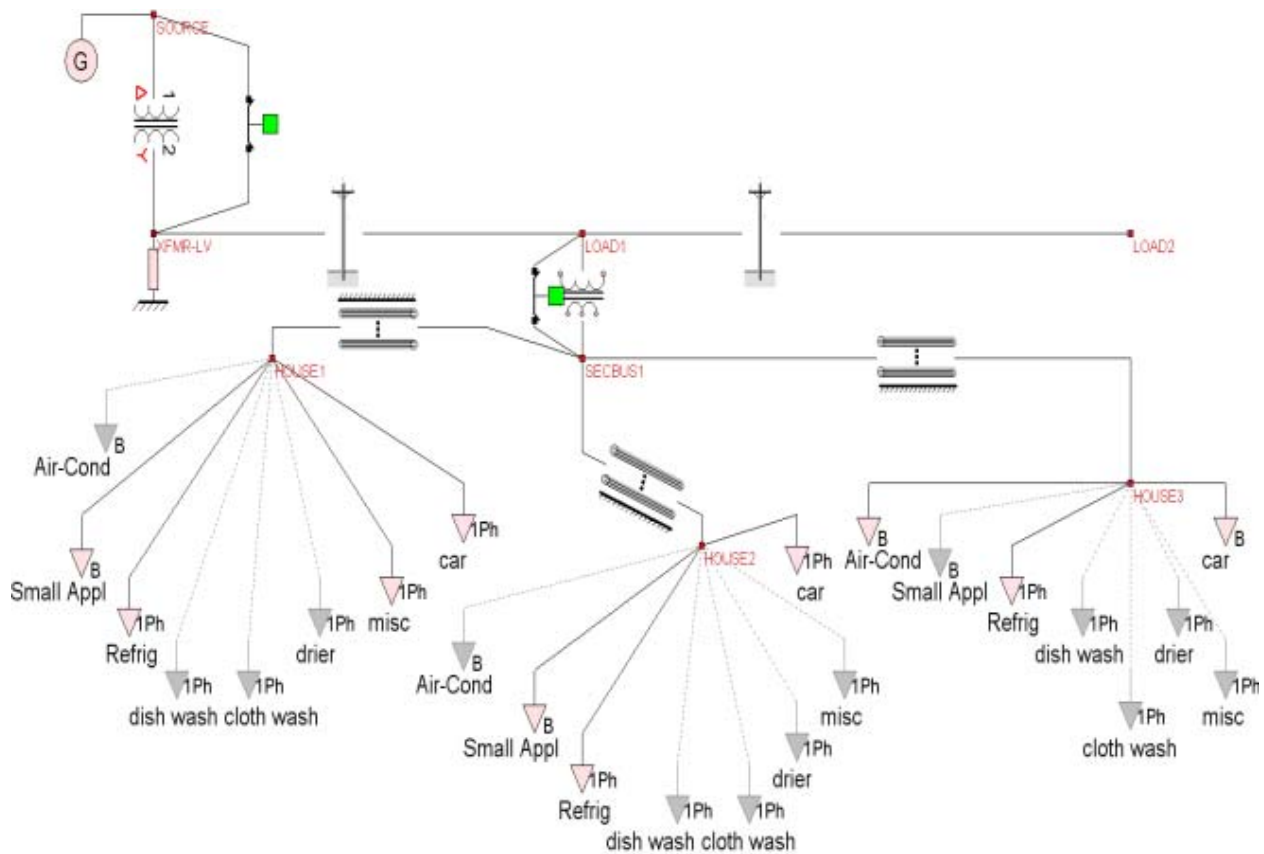 SOURCE
G
1
2
XFMR-LV
LOAD1
LOAD2
HOUSE1
SECBUS1
B
Air-Cond
1Ph
car
B
Small Appl
1Ph
misc
1Ph
Refrig
1Ph
drier
1Ph
dish wash
1Ph
cloth wash
HOUSE2
1Ph
car
B
Air-Cond
B
Small Appl
1Ph
misc
1Ph
Refrig
1Ph
drier
1Ph
dish wash
1Ph
cloth wash
HOUSE3
B
Air-Cond
B
car
B
Small Appl
1Ph
Refrig
1Ph
dish wash
1Ph
drier
1Ph
misc
1Ph
cloth wash